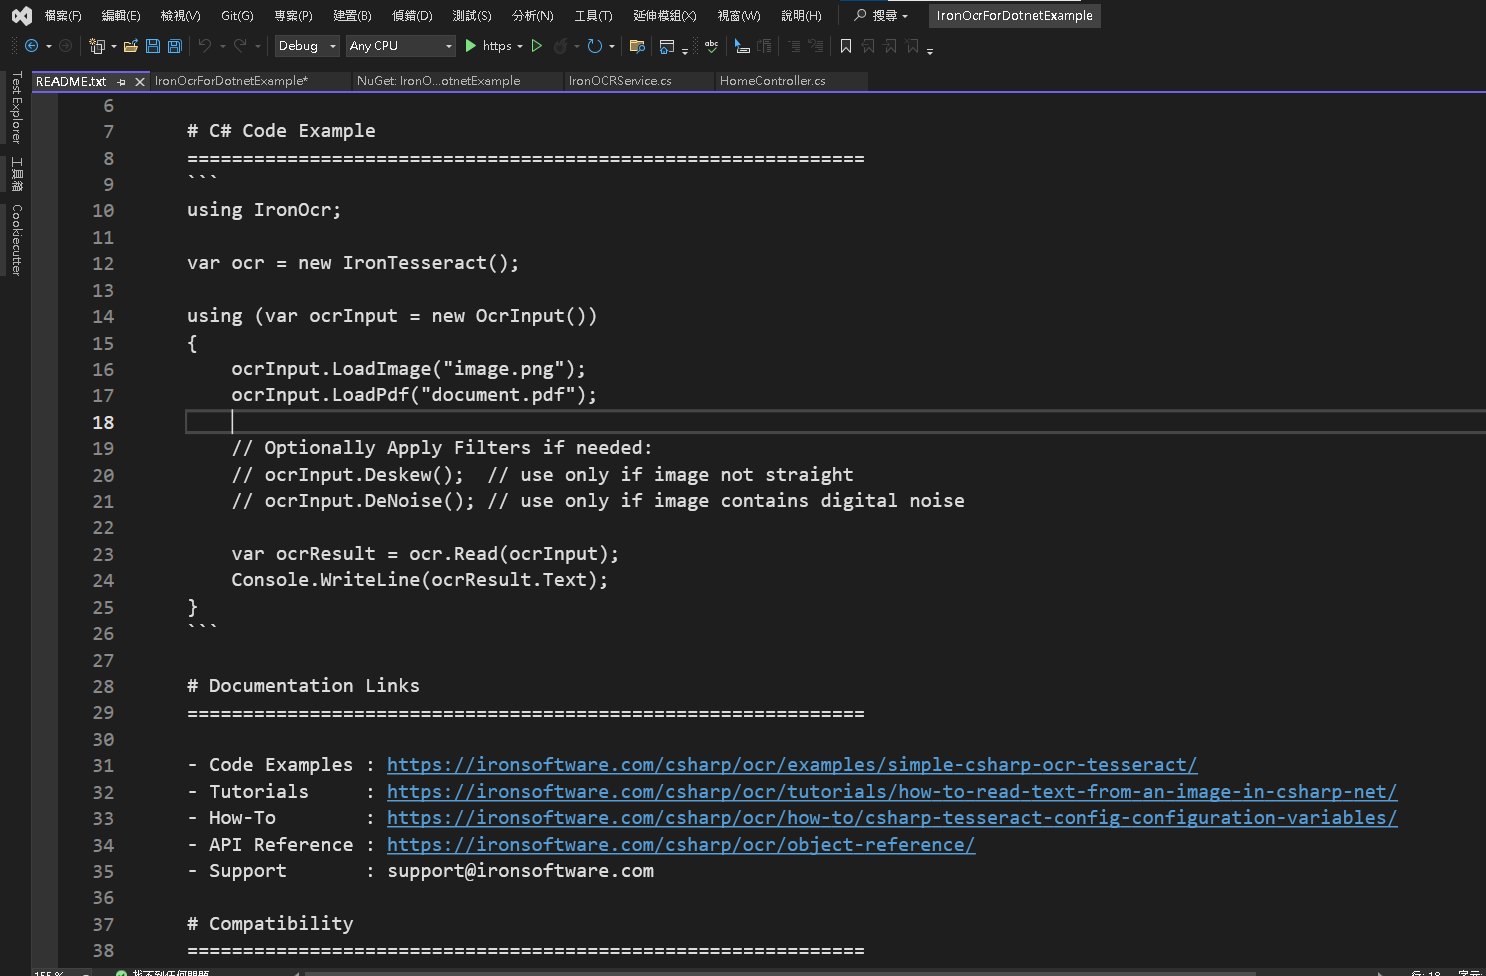 檔案(F) 編輯(E) 檢視(V) Git(G) 專案(P) 建置(B) 偵錯(D) 測試(S) 分析(N) 工具(T) 延伸模組(X) 視窗(W) 說明(H) 搜尋 IronOcrForDotnetExample
Debug Any CPU https
README.txt IronOcrForDotnetExample* NuGet: IronO...otnetExample IronOCRService.cs HomeController.cs
Test Explorer
工具箱
Cookiecutter
6
7 # C# Code Example
8 =============================================================
9 ```
10 using IronOcr;
11
12 var ocr = new IronTesseract();
13
14 using (var ocrInput = new OcrInput())
15 {
16     ocrInput.LoadImage("image.png");
17     ocrInput.LoadPdf("document.pdf");
18
19     // Optionally Apply Filters if needed:
20     // ocrInput.Deskew();  // use only if image not straight
21     // ocrInput.DeNoise(); // use only if image contains digital noise
22
23     var ocrResult = ocr.Read(ocrInput);
24     Console.WriteLine(ocrResult.Text);
25 }
26 ```
27
28 # Documentation Links
29 =============================================================
30
31 - Code Examples : https://ironsoftware.com/csharp/ocr/examples/simple-csharp-ocr-tesseract/
32 - Tutorials     : https://ironsoftware.com/csharp/ocr/tutorials/how-to-read-text-from-an-image-in-csharp-net/
33 - How-To        : https://ironsoftware.com/csharp/ocr/how-to/csharp-tesseract-config-configuration-variables/
34 - API Reference : https://ironsoftware.com/csharp/ocr/object-reference/
35 - Support       : support@ironsoftware.com
36
37 # Compatibility
38 =============================================================
155 % 找不到任何問題 行: 18 字元: